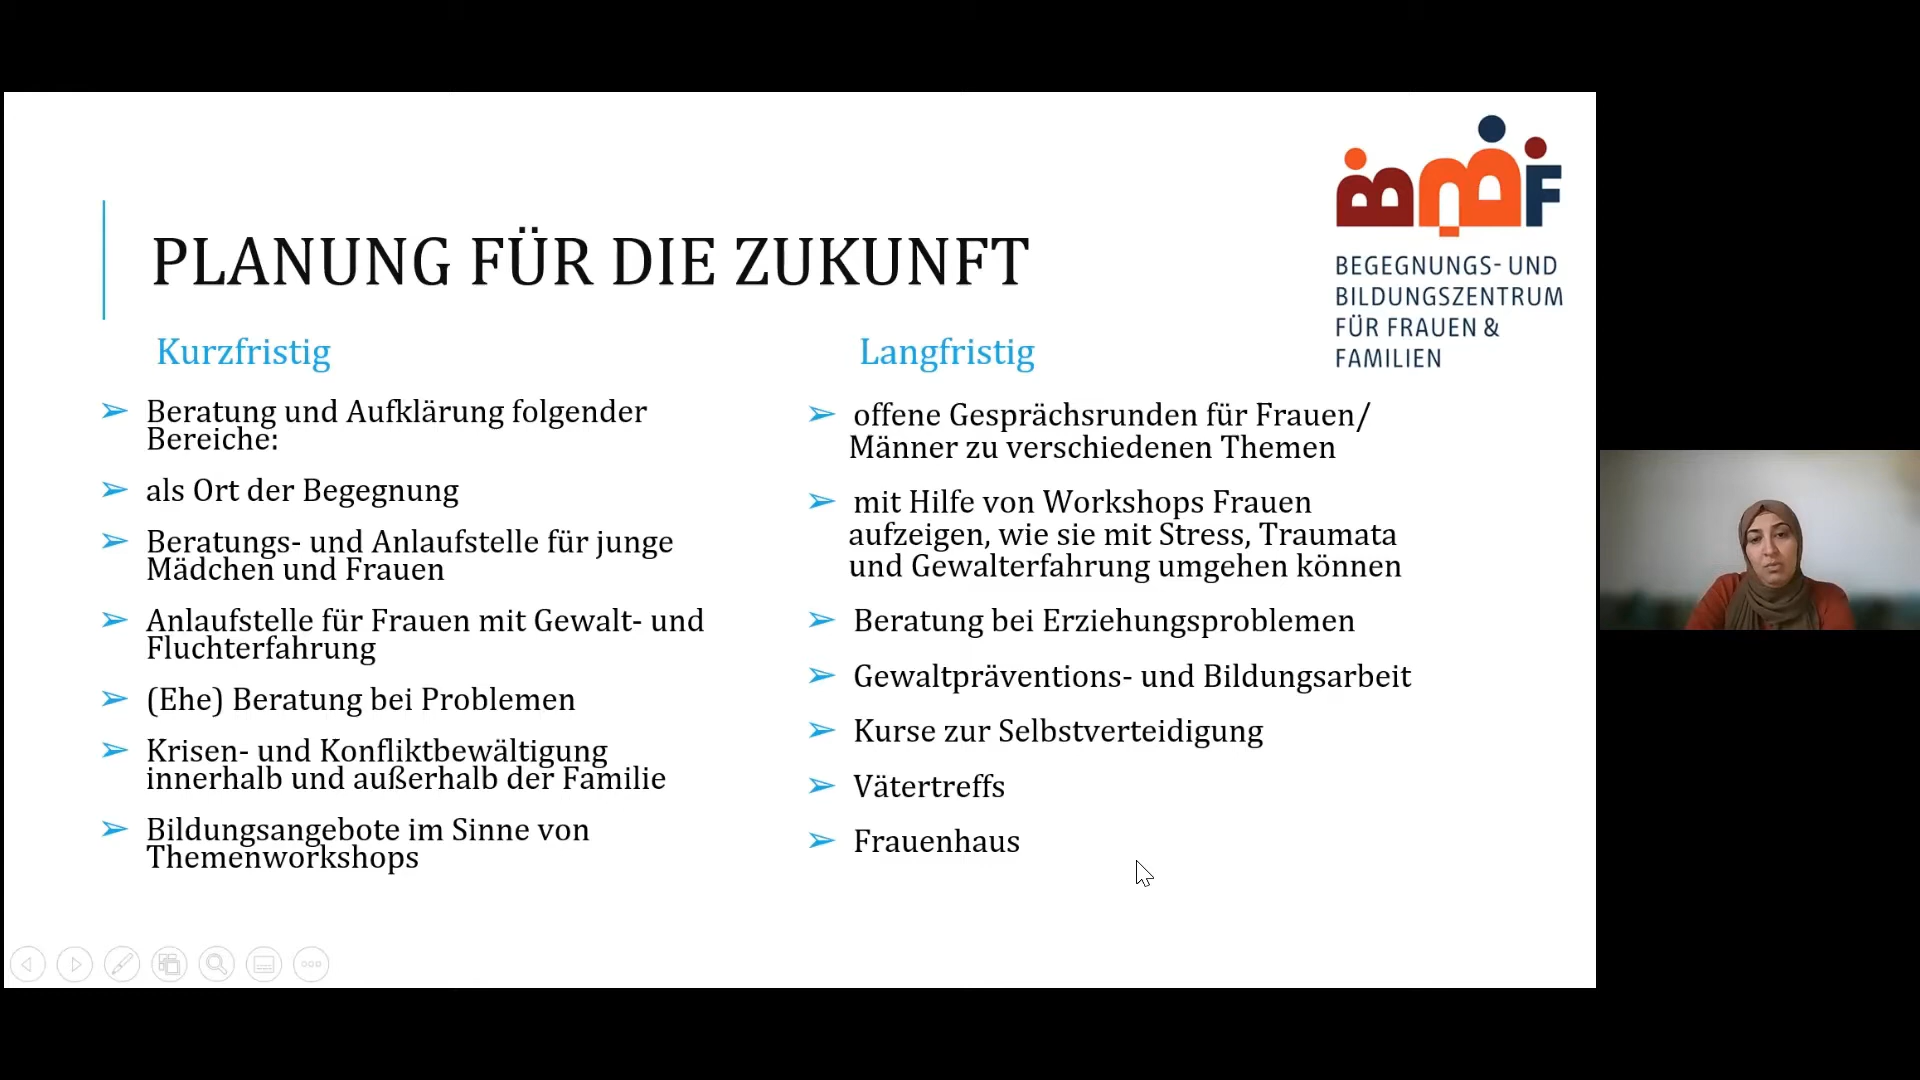 BBF
BEGEGNUNGS- UND
BILDUNGSZENTRUM
FÜR FRAUEN &
FAMILIEN
PLANUNG FÜR DIE ZUKUNFT
Kurzfristig
Beratung und Aufklärung folgender
Bereiche:
als Ort der Begegnung
Beratungs- und Anlaufstelle für junge
Mädchen und Frauen
Anlaufstelle für Frauen mit Gewalt- und
Fluchterfahrung
(Ehe) Beratung bei Problemen
Krisen- und Konfliktbewältigung
innerhalb und außerhalb der Familie
Bildungsangebote im Sinne von
Themenworkshops
Langfristig
offene Gesprächsrunden für Frauen/
Männer zu verschiedenen Themen
mit Hilfe von Workshops Frauen
aufzeigen, wie sie mit Stress, Traumata
und Gewalterfahrung umgehen können
Beratung bei Erziehungsproblemen
Gewaltpräventions- und Bildungsarbeit
Kurse zur Selbstverteidigung
Vätertreffs
Frauenhaus